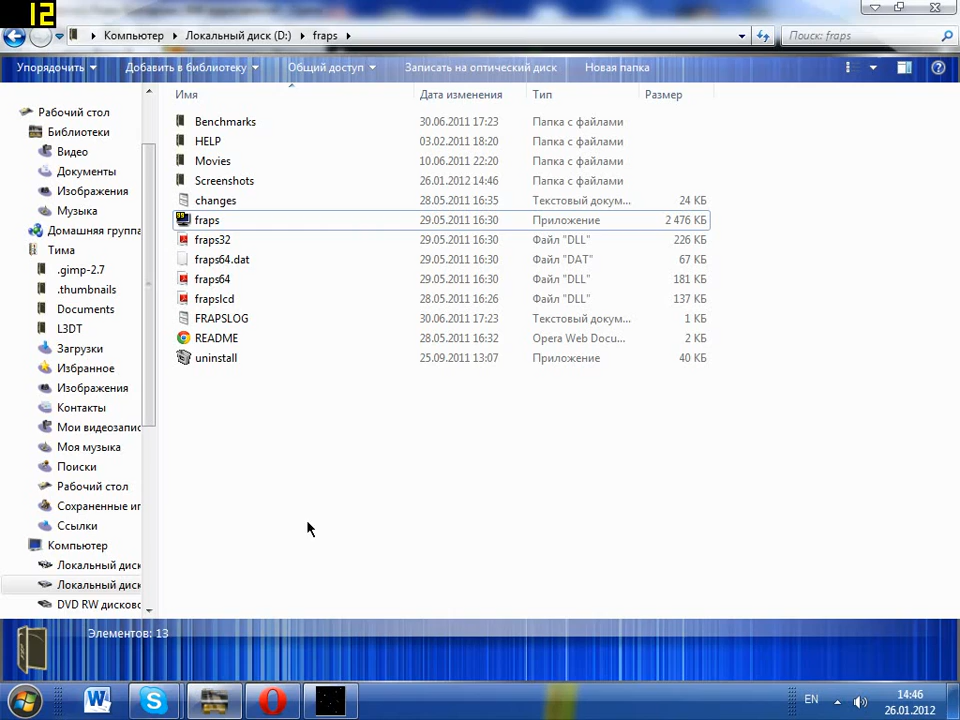 12
Компьютер Локальный диск (D:) fraps Поиск: fraps
Упорядочить Добавить в библиотеку Общий доступ Записать на оптический диск Новая папка
Имя Дата изменения Тип Размер
Рабочий стол
Библиотеки
Видео
Документы
Изображения
Музыка
Домашняя группа
Тима
.gimp-2.7
.thumbnails
Documents
L3DT
Загрузки
Избранное
Изображения
Контакты
Мои видеозапис
Моя музыка
Поиски
Рабочий стол
Сохраненные иг
Ссылки
Компьютер
Локальный диск
Локальный диск
DVD RW дисково
Benchmarks 30.06.2011 17:23 Папка с файлами
HELP 03.02.2011 18:20 Папка с файлами
Movies 10.06.2011 22:20 Папка с файлами
Screenshots 26.01.2012 14:46 Папка с файлами
changes 28.05.2011 16:35 Текстовый докум... 24 КБ
fraps 29.05.2011 16:30 Приложение 2 476 КБ
fraps32 29.05.2011 16:30 Файл "DLL" 226 КБ
fraps64.dat 29.05.2011 16:30 Файл "DAT" 67 КБ
fraps64 29.05.2011 16:30 Файл "DLL" 181 КБ
frapslcd 28.05.2011 16:26 Файл "DLL" 137 КБ
FRAPSLOG 30.06.2011 17:23 Текстовый докум... 1 КБ
README 28.05.2011 16:32 Opera Web Docu... 2 КБ
uninstall 25.09.2011 13:07 Приложение 40 КБ
Элементов: 13
EN
14:46
26.01.2012